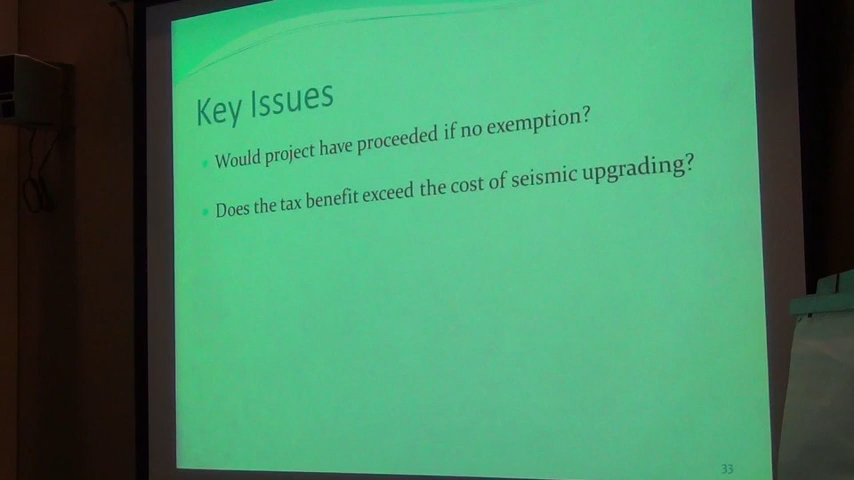 Key Issues
Would project have proceeded if no exemption?
Does the tax benefit exceed the cost of seismic upgrading?
33